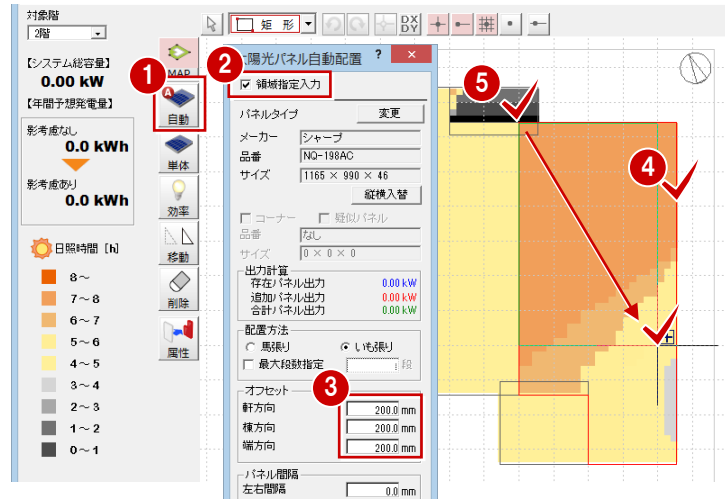 対象階
2階
【システム総容量】
0.00 kW
【年間予想発電量】
影考慮なし
0.0 kWh
影考慮あり
0.0 kWh
日照時間 [h]
8～
7～8
6～7
5～6
4～5
3～4
2～3
1～2
0～1
1
MAP
A
自動
単体
効率
移動
削除
属性
矩 形
DX
DY
2
太陽光パネル自動配置 ? ×
領域指定入力
パネルタイプ 変更
メーカー シャープ
品番 NQ-198AC
サイズ 1165 × 990 × 46
縦横入替
コーナー 疑似パネル
品番 なし
サイズ 0 × 0 × 0
出力計算
存在パネル出力 0.00 kW
追加パネル出力 0.00 kW
合計パネル出力 0.00 kW
配置方法
馬張り いも張り
最大段数指定 1 段
3
オフセット
軒方向 200.0 mm
棟方向 200.0 mm
端方向 200.0 mm
パネル間隔
左右間隔 0.0 mm
5
4